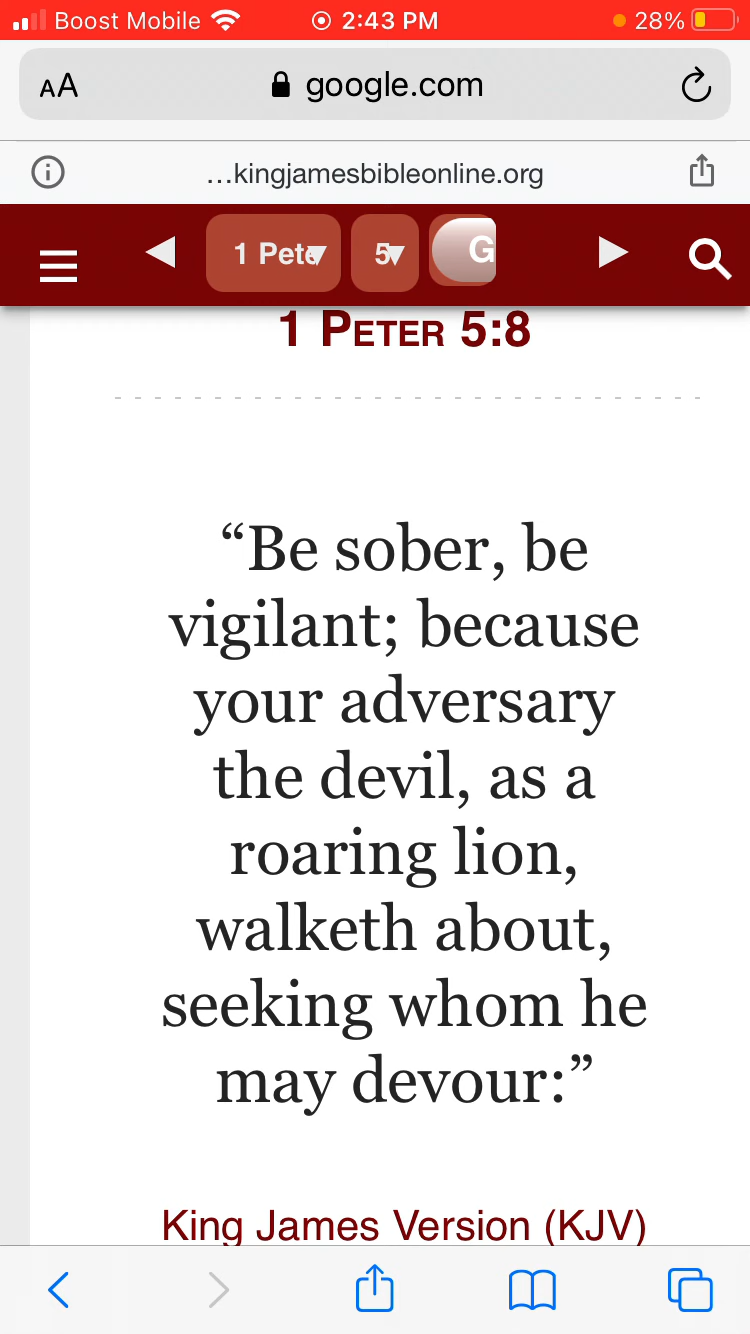 Boost Mobile 2:43 PM 28%
AA google.com
...kingjamesbibleonline.org
1 Pete 5 G
1 PETER 5:8
“Be sober, be
vigilant; because
your adversary
the devil, as a
roaring lion,
walketh about,
seeking whom he
may devour:”
King James Version (KJV)